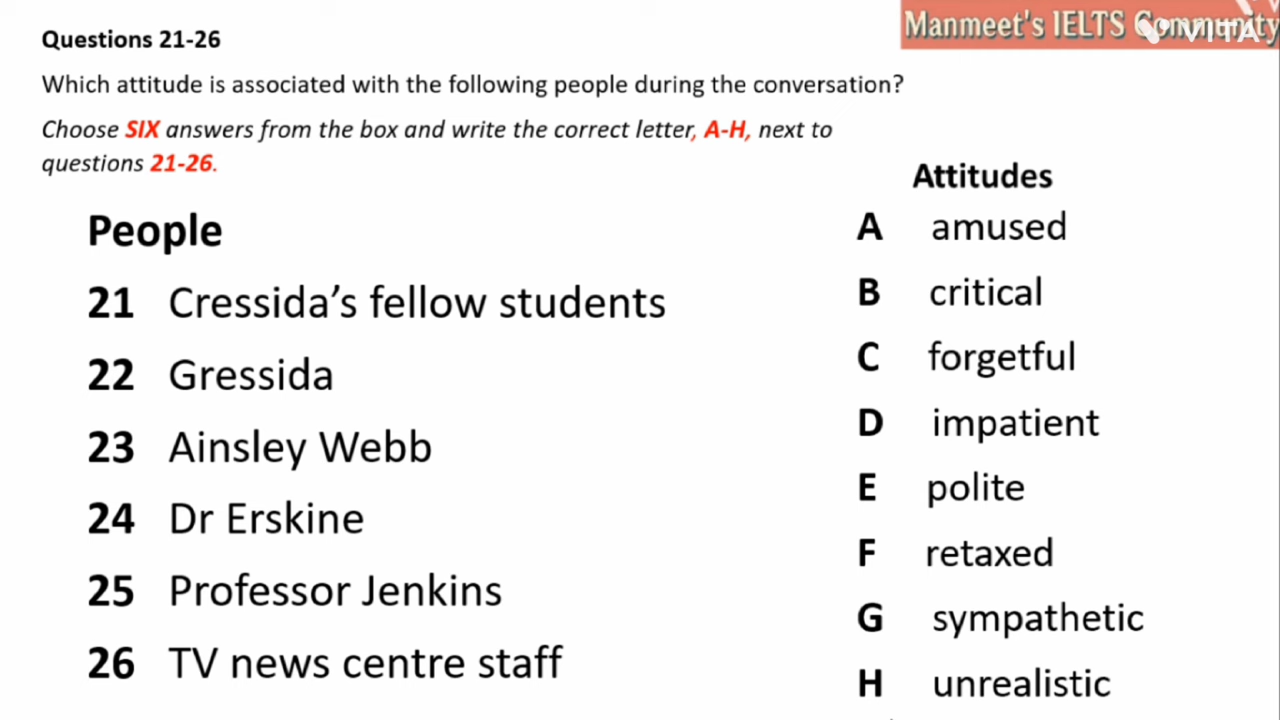 Manmeet's IELTS Community
VITA
Questions 21-26
Which attitude is associated with the following people during the conversation?
Choose SIX answers from the box and write the correct letter, A-H, next to
questions 21-26.
Attitudes
People
21 Cressida's fellow students
22 Gressida
23 Ainsley Webb
24 Dr Erskine
25 Professor Jenkins
26 TV news centre staff
A amused
B critical
C forgetful
D impatient
E polite
F retaxed
G sympathetic
H unrealistic